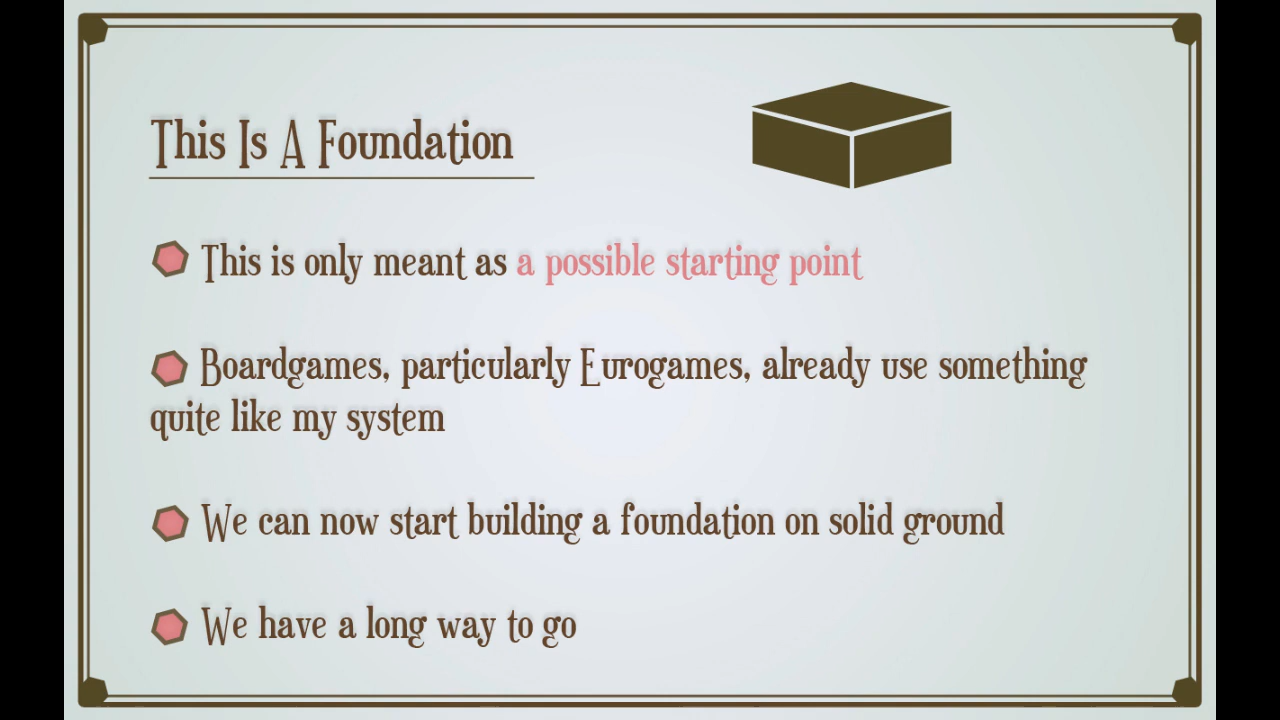 This Is A Foundation
This is only meant as a possible starting point
Boardgames, particularly Eurogames, already use something
quite like my system
We can now start building a foundation on solid ground
We have a long way to go